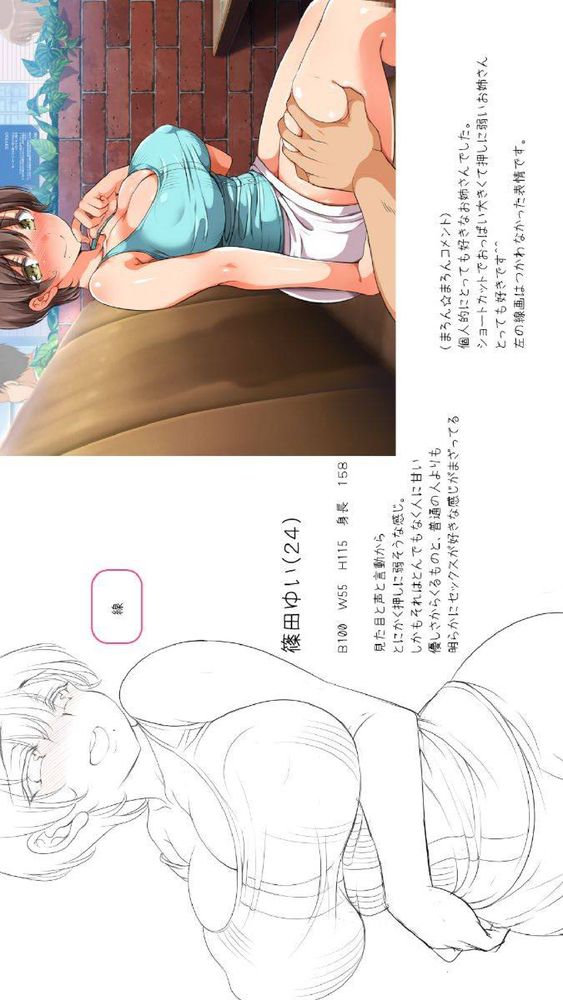 線
篠田ゆい(24)
B100　W55　H115　身長　158
見た目と声と言動から
とにかく押しに弱そうな感じ。
しかもそれはとんでもなく人に甘い
優しさからくるものと、普通の人よりも
明らかにセックスが好きな感じがまざってる
(まろん☆まろんコメント)
個人的にとっても好きなお姉さんでした。
ショートカットでおっぱい大きくて押しに弱いお姉さん
とっても好きです^^
左の線画はつかわなかった表情です。